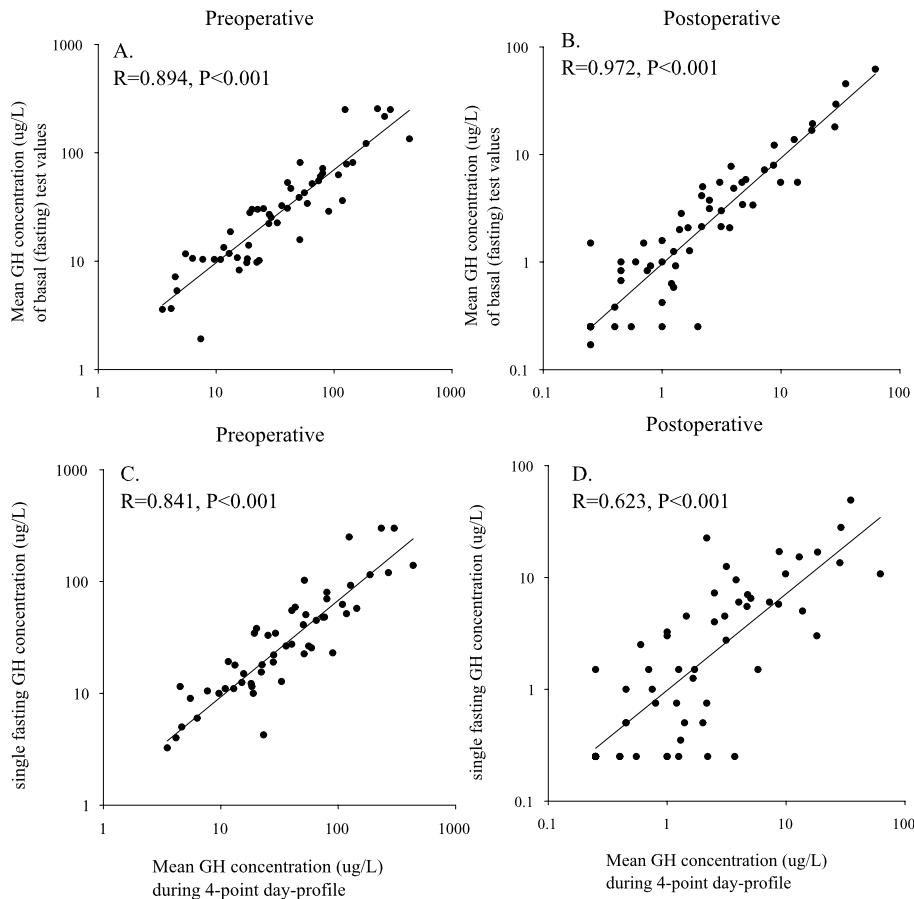 Preoperative
A.
R=0.894, P<0.001
Mean GH concentration (ug/L)
of basal (fasting) test values
1000
100
10
1
1
10
100
1000
Postoperative
B.
R=0.972, P<0.001
Mean GH concentration (ug/L)
of basal (fasting) test values
100
10
1
0.1
0.1
1
10
100
Preoperative
C.
R=0.841, P<0.001
single fasting GH concentration (ug/L)
1000
100
10
1
1
10
100
1000
Mean GH concentration (ug/L)
during 4-point day-profile
Postoperative
D.
R=0.623, P<0.001
single fasting GH concentration (ug/L)
100
10
1
0.1
0.1
1
10
100
Mean GH concentration (ug/L)
during 4-point day-profile